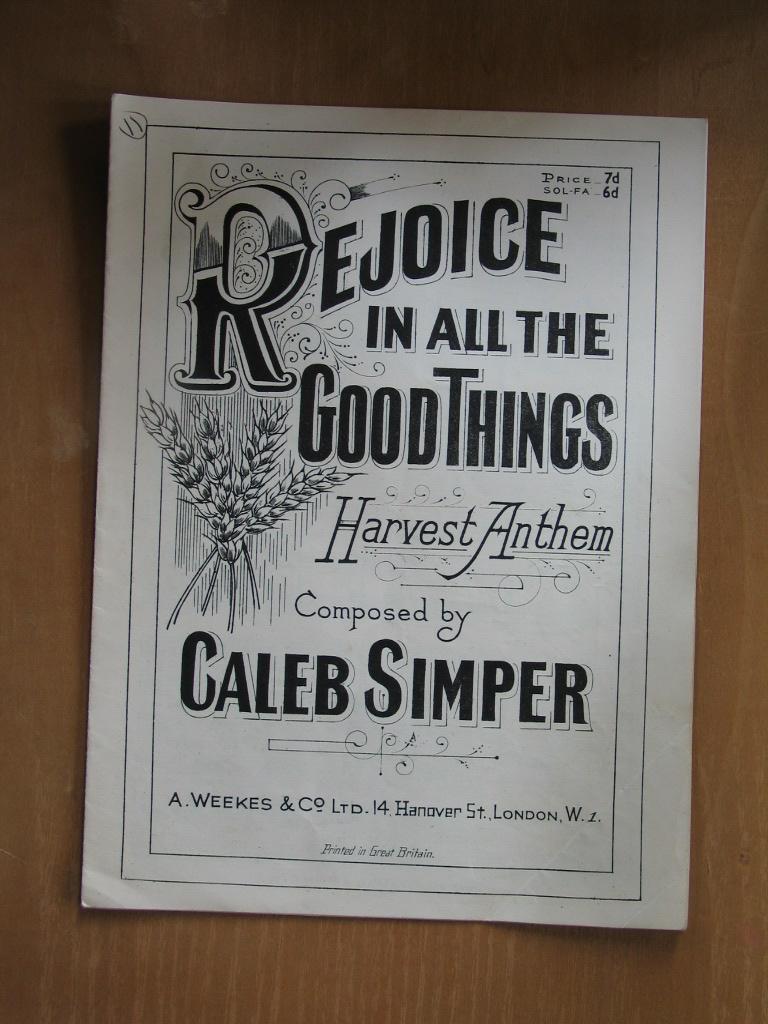 PRICE 7d
SOL-FA 6d
REJOICE
IN ALL THE
GOOD THINGS
Harvest Anthem
Composed by
CALEB SIMPER
A. WEEKES & Co LTD. 14, Hanover St., LONDON, W.1.
Printed in Great Britain.